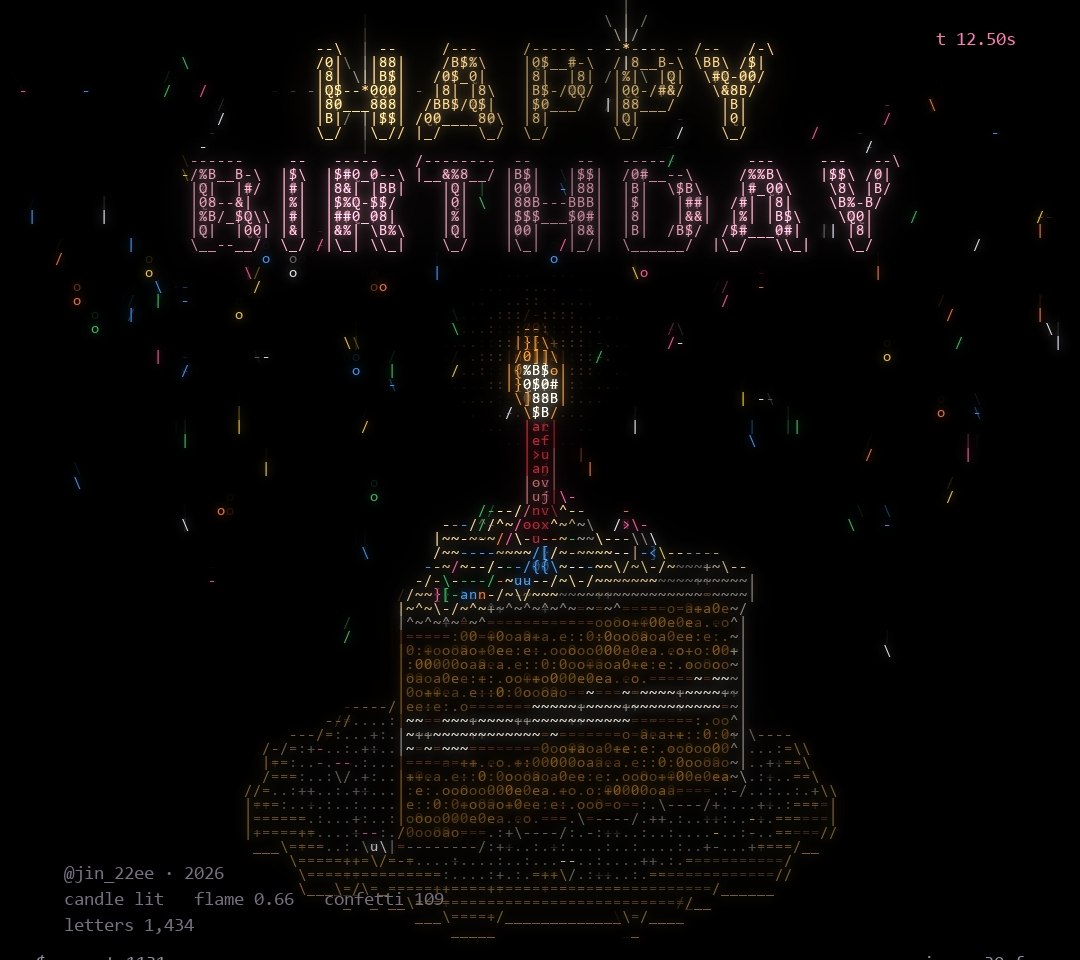 t 12.50s
HAPPY
BIRTHDAY
@jin_22ee · 2026
candle lit flame 0.66 confetti 109
letters 1,434